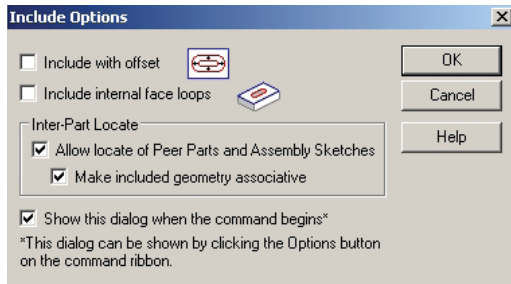 Include Options
Include with offset
OK
Include internal face loops
Cancel
Inter-Part Locate
Help
Allow locate of Peer Parts and Assembly Sketches
Make included geometry associative
Show this dialog when the command begins*
*This dialog can be shown by clicking the Options button
on the command ribbon.